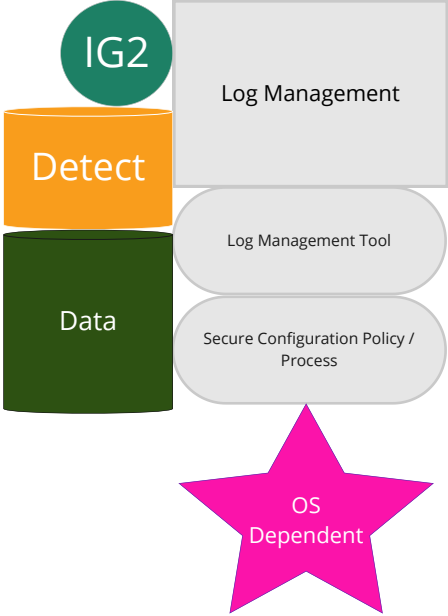 IG2
Log Management
Detect
Log Management Tool
Data
Secure Configuration Policy /
Process
OS
Dependent